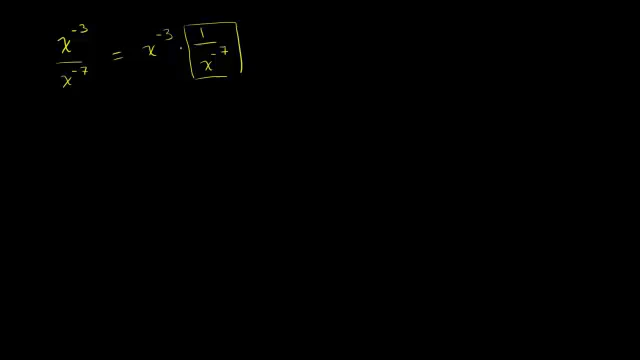 x⁻³/x⁻⁷ = x⁻³ · 1/x⁻⁷